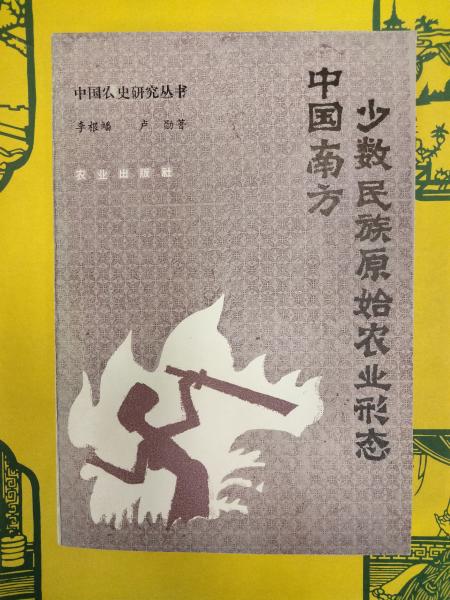 中国农史研究丛书
李根蟠 卢勋著
农业出版社
中国南方
少数民族原始农业形态